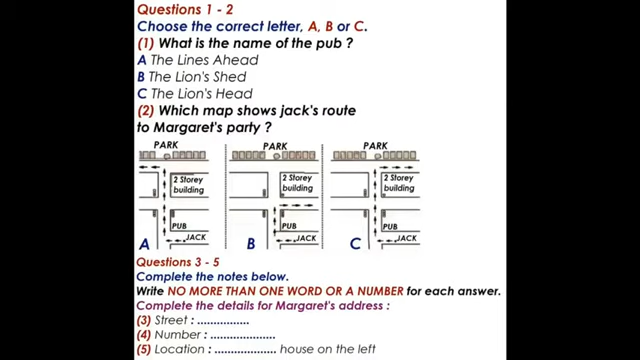 Questions 1 - 2
Choose the correct letter, A, B or C.
(1) What is the name of the pub ?
A The Lines Ahead
B The Lion's Shed
C The Lion's Head
(2) Which map shows jack's route
to Margaret's party ?
PARK PARK PARK
2 Storey building 2 Storey building 2 Storey building
PUB PUB PUB
A JACK B JACK C JACK
Questions 3 - 5
Complete the notes below.
Write NO MORE THAN ONE WORD OR A NUMBER for each answer.
Complete the details for Margaret's address :
(3) Street : ...............
(4) Number : ...................
(5) Location : .................. house on the left